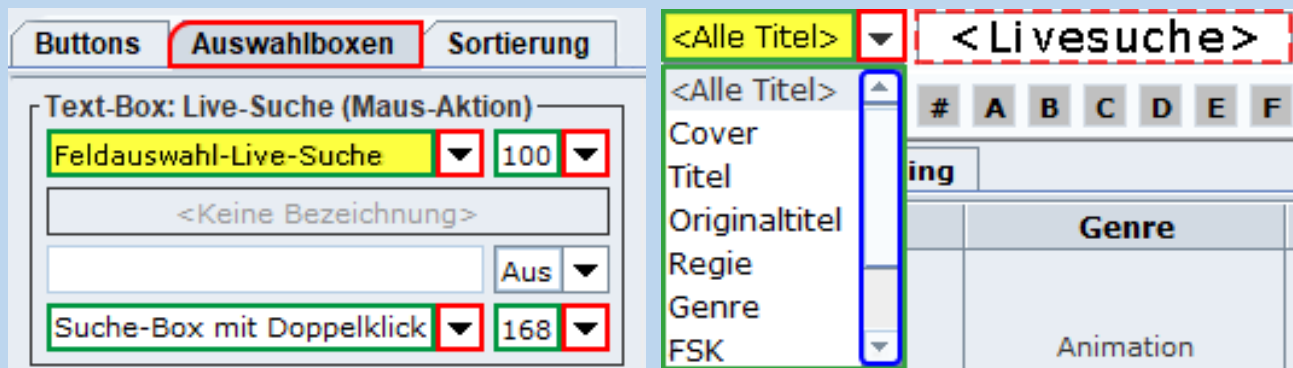 Buttons Auswahlboxen Sortierung
Text-Box: Live-Suche (Maus-Aktion)
Feldauswahl-Live-Suche 100
<Keine Bezeichnung>
Aus
Suche-Box mit Doppelklick 168
<Alle Titel> <Livesuche>
<Alle Titel>
# A B C D E F
Cover
Titel
ing
Originaltitel
Genre
Regie
Genre
FSK
Animation